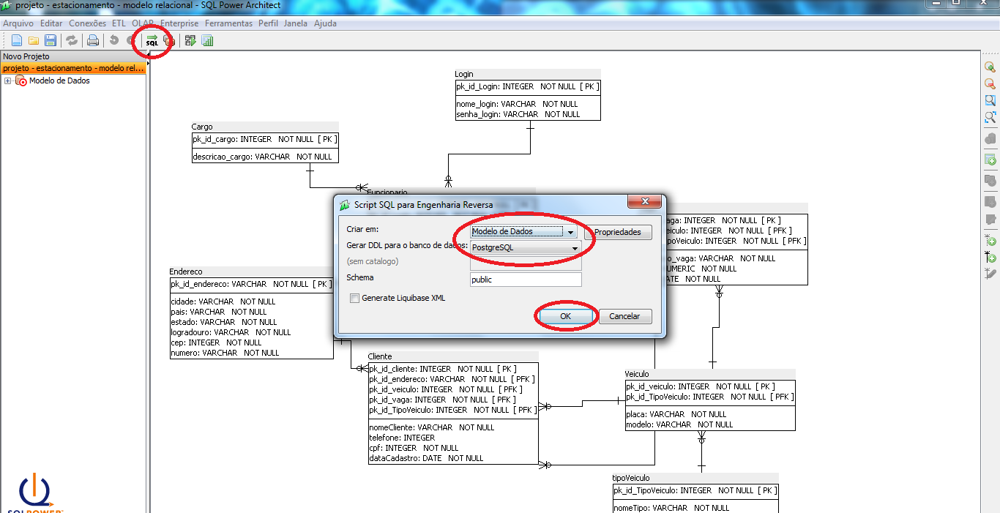 projeto - estacionamento - modelo relacional - SQL Power Architect
Arquivo Editar Conexões ETL OLAP Enterprise Ferramentas Perfil Janela Ajuda
SQL
Novo Projeto
projeto - estacionamento - modelo rel...
Modelo de Dados
Login
pk_id_Login: INTEGER NOT NULL [ PK ]
nome_login: VARCHAR NOT NULL
senha_login: VARCHAR NOT NULL
Cargo
pk_id_cargo: INTEGER NOT NULL [ PK ]
descricao_cargo: VARCHAR NOT NULL
Funcionario
Script SQL para Engenharia Reversa
Criar em:
Modelo de Dados
Propriedades
Gerar DDL para o banco de dados:
PostgreSQL
(sem catalogo)
Schema
public
Generate Liquibase XML
OK
Cancelar
aga: INTEGER NOT NULL [ PK ]
eiculo: INTEGER NOT NULL [ PFK ]
ipoVeiculo: INTEGER NOT NULL [ PFK ]
o_vaga: VARCHAR NOT NULL
UMERIC NOT NULL
ATE NOT NULL
Endereco
pk_id_endereco: VARCHAR NOT NULL [ PK ]
cidade: VARCHAR NOT NULL
pais: VARCHAR NOT NULL
estado: VARCHAR NOT NULL
logradouro: VARCHAR NOT NULL
cep: INTEGER NOT NULL
numero: VARCHAR NOT NULL
Cliente
pk_id_cliente: INTEGER NOT NULL [ PK ]
pk_id_endereco: VARCHAR NOT NULL [ PFK ]
pk_id_veiculo: INTEGER NOT NULL [ PFK ]
pk_id_vaga: INTEGER NOT NULL [ PFK ]
pk_id_TipoVeiculo: INTEGER NOT NULL [ PFK ]
nomeCliente: VARCHAR NOT NULL
telefone: INTEGER
cpf: INTEGER NOT NULL
dataCadastro: DATE NOT NULL
Veiculo
pk_id_veiculo: INTEGER NOT NULL [ PK ]
pk_id_TipoVeiculo: INTEGER NOT NULL [ PFK ]
placa: VARCHAR NOT NULL
modelo: VARCHAR NOT NULL
tipoVeiculo
pk_id_TipoVeiculo: INTEGER NOT NULL [ PK ]
nomeTipo: VARCHAR NOT NULL
SQLPOWER